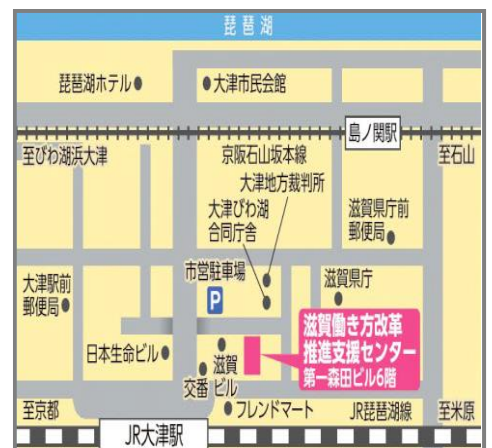 琵琶湖
琵琶湖ホテル
大津市民会館
島ノ関駅
至びわ湖浜大津
京阪石山坂本線
至石山
大津地方裁判所
大津びわ湖
合同庁舎
滋賀県庁前
郵便局
市営駐車場
P
滋賀県庁
大津駅前
郵便局
滋賀働き方改革
推進支援センター
第一森田ビル6階
日本生命ビル
交番
滋賀
ビル
至京都
フレンドマート
JR琵琶湖線
至米原
JR大津駅